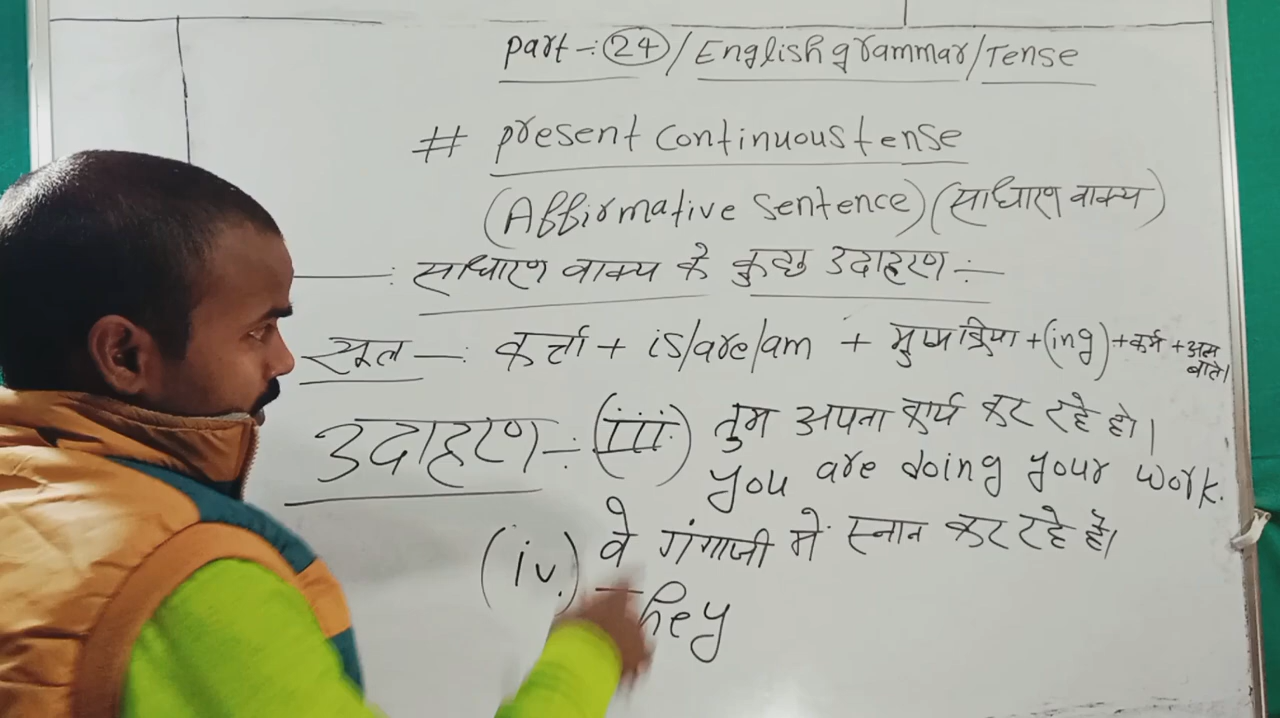 Part-: (24) / English grammar / Tense
# present continuous tense
(Affirmative sentence) (साधारण वाक्य)
: साधारण वाक्य के कुछ उदाहरण :-
सूत्र -: कर्त्ता + is/are/am + मुख्य क्रिया + (ing) + कर्म + अन्य बाते।
उदाहरण -: (iii) तुम अपना कार्य कर रहे हो।
you are doing your work.
(iv.) वे गंगाजी में स्नान कर रहे हैं।
They